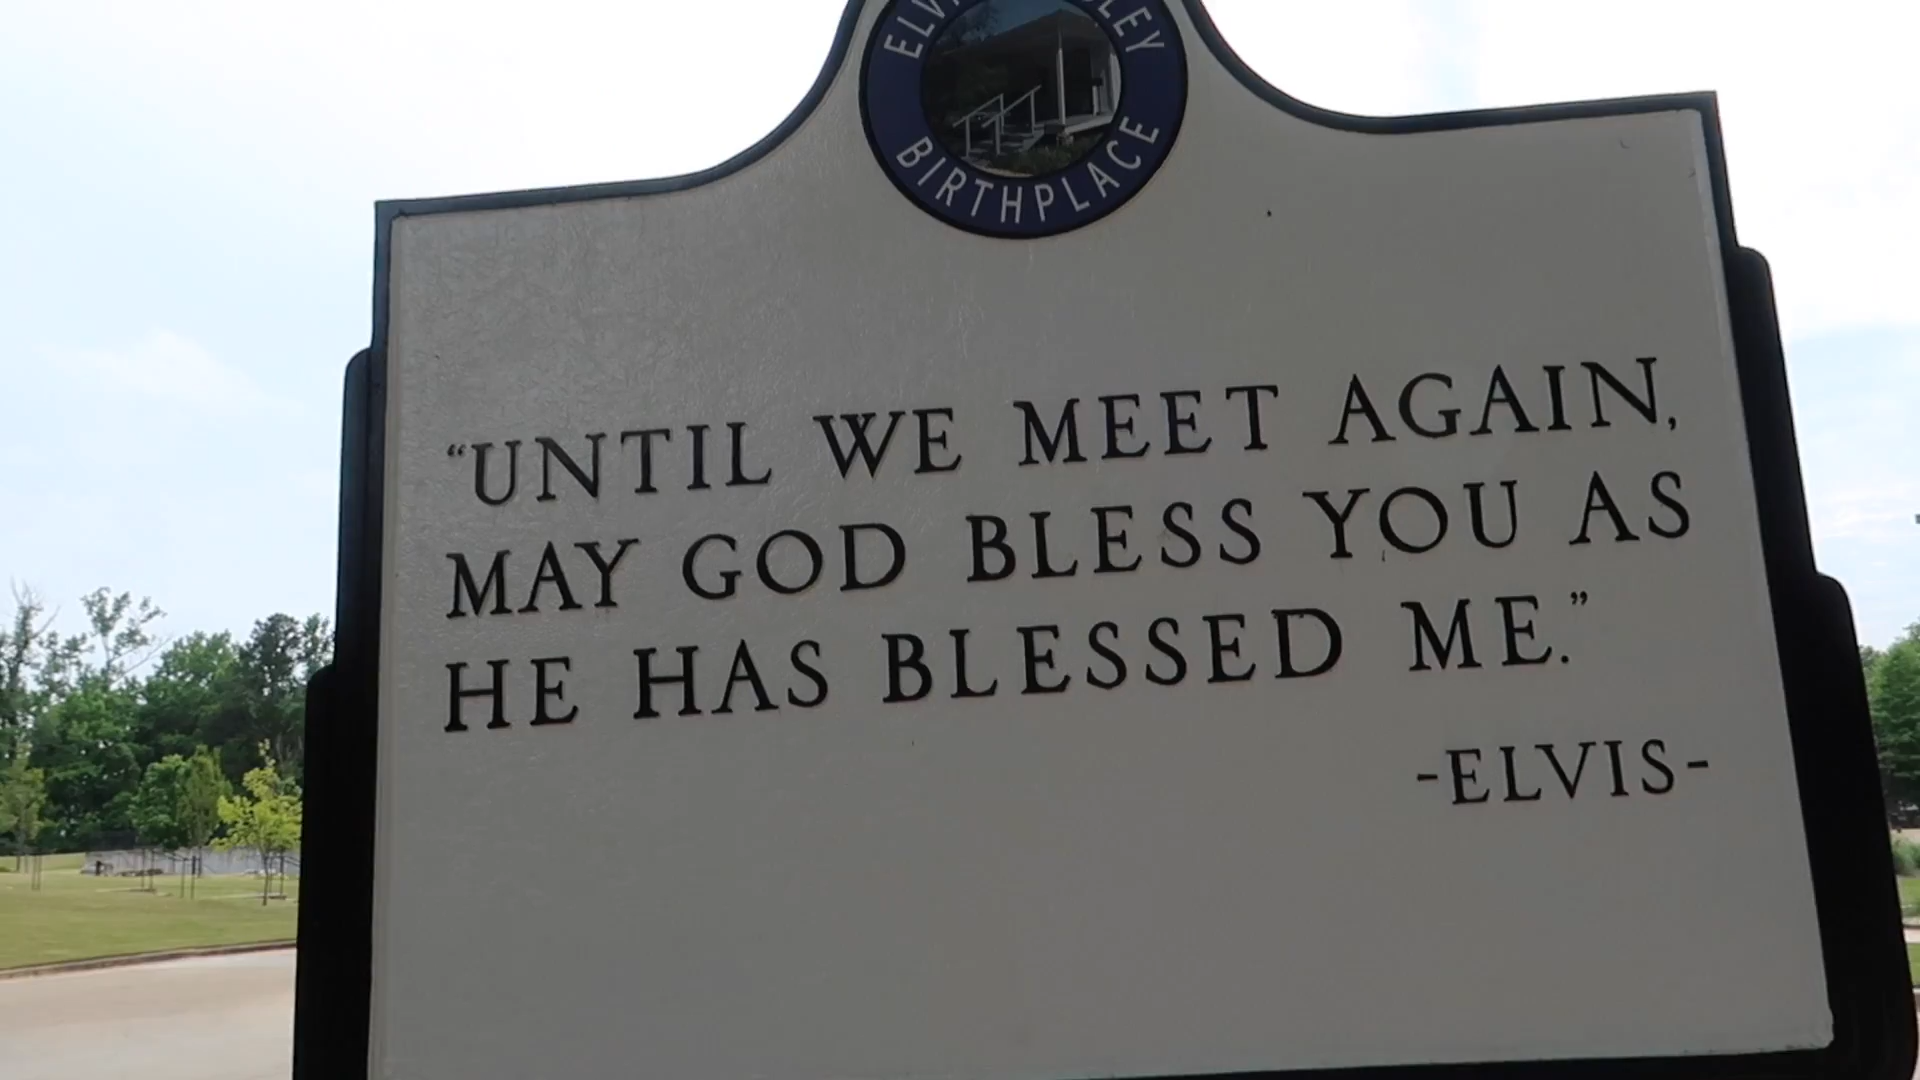 BIRTHPLACE
“UNTIL WE MEET AGAIN,
MAY GOD BLESS YOU AS
HE HAS BLESSED ME.”
-ELVIS-